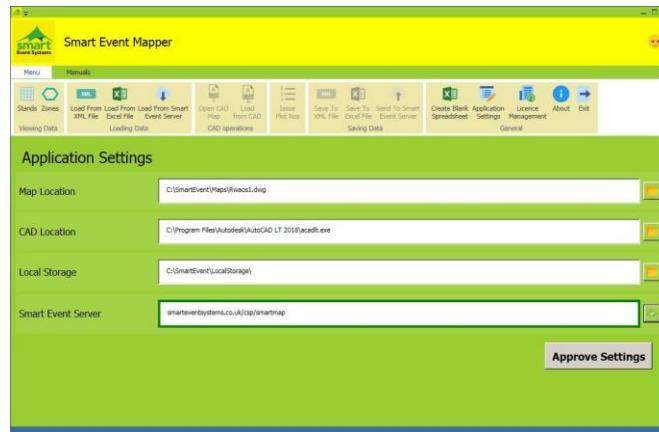 smart
Event Systems
Smart Event Mapper
Menu Manuals
Stands Zones Load From Load From Load From Smart Open CAD Load Issue Save To Save To Send To Smart Create Blank Application Licence About Exit
XML File Excel File Event Server Map from CAD Plot Nos XML File Excel File Event Server Spreadsheet Settings Management
Viewing Data Loading Data CAD operations Saving Data General
Application Settings
Map Location C:\SmartEvent\Maps\Rwaos1.dwg
CAD Location C:\Program Files\Autodesk\AutoCAD LT 2018\acadlt.exe
Local Storage C:\SmartEvent\LocalStorage\
Smart Event Server smarteventsystems.co.uk/csp/smartmap
Approve Settings